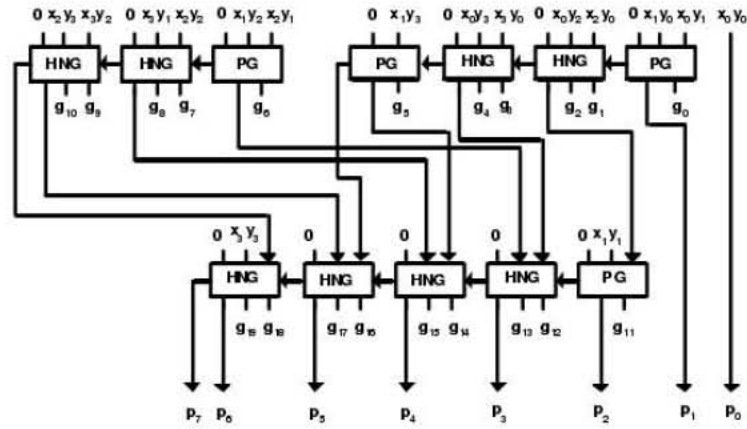 0 x₂y₃ x₃y₂ 0 x₃y₁ x₂y₂ 0 x₁y₂ x₂y₁ 0 x₁y₃ 0 x₀y₃ x₃y₀ 0 x₀y₂ x₂y₀ 0 x₁y₀ x₀y₁ x₀y₀
HNG HNG PG PG HNG HNG PG
g₁₀ g₉ g₈ g₇ g₆ g₅ g₄ g₃ g₂ g₁ g₀
0 x₃y₃ 0 0 0 0 x₁y₁
HNG HNG HNG HNG PG
g₁₉ g₁₈ g₁₇ g₁₆ g₁₅ g₁₄ g₁₃ g₁₂ g₁₁
p₇ p₆ p₅ p₄ p₃ p₂ p₁ p₀